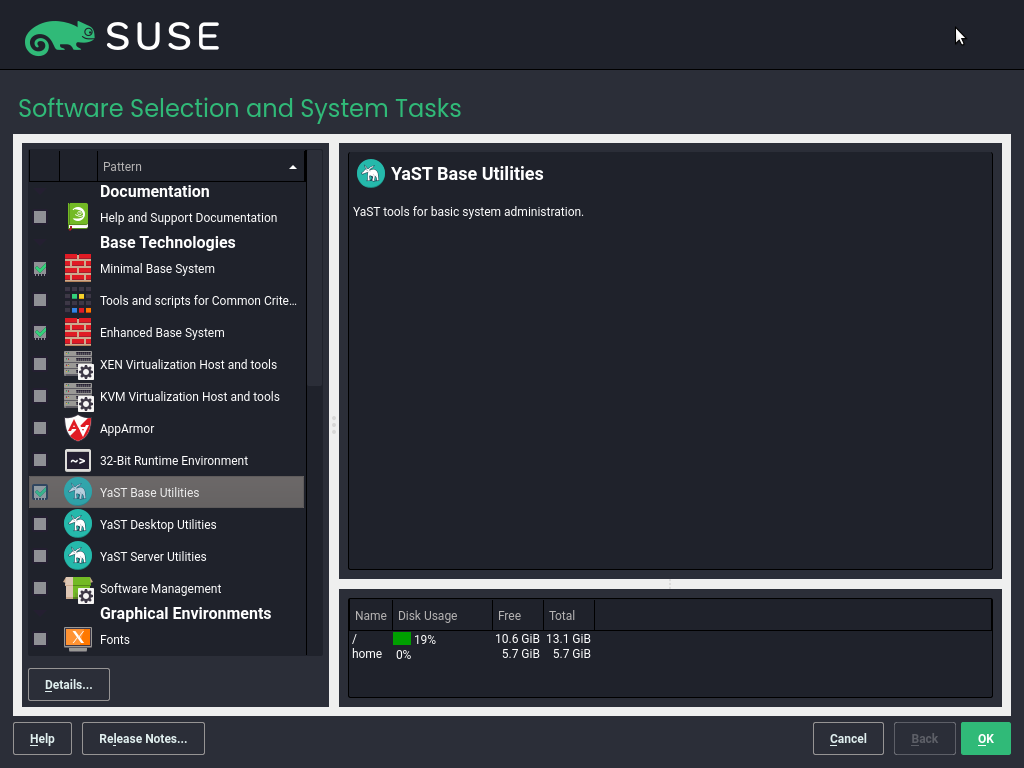 SUSE
Software Selection and System Tasks
Pattern
Documentation
Help and Support Documentation
Base Technologies
Minimal Base System
Tools and scripts for Common Crite...
Enhanced Base System
XEN Virtualization Host and tools
KVM Virtualization Host and tools
AppArmor
~> 32-Bit Runtime Environment
YaST Base Utilities
YaST Desktop Utilities
YaST Server Utilities
Software Management
Graphical Environments
X Fonts
Details...
YaST Base Utilities
YaST tools for basic system administration.
Name Disk Usage Free Total
/ 19% 10.6 GiB 13.1 GiB
home 0% 5.7 GiB 5.7 GiB
Help Release Notes... Cancel Back OK